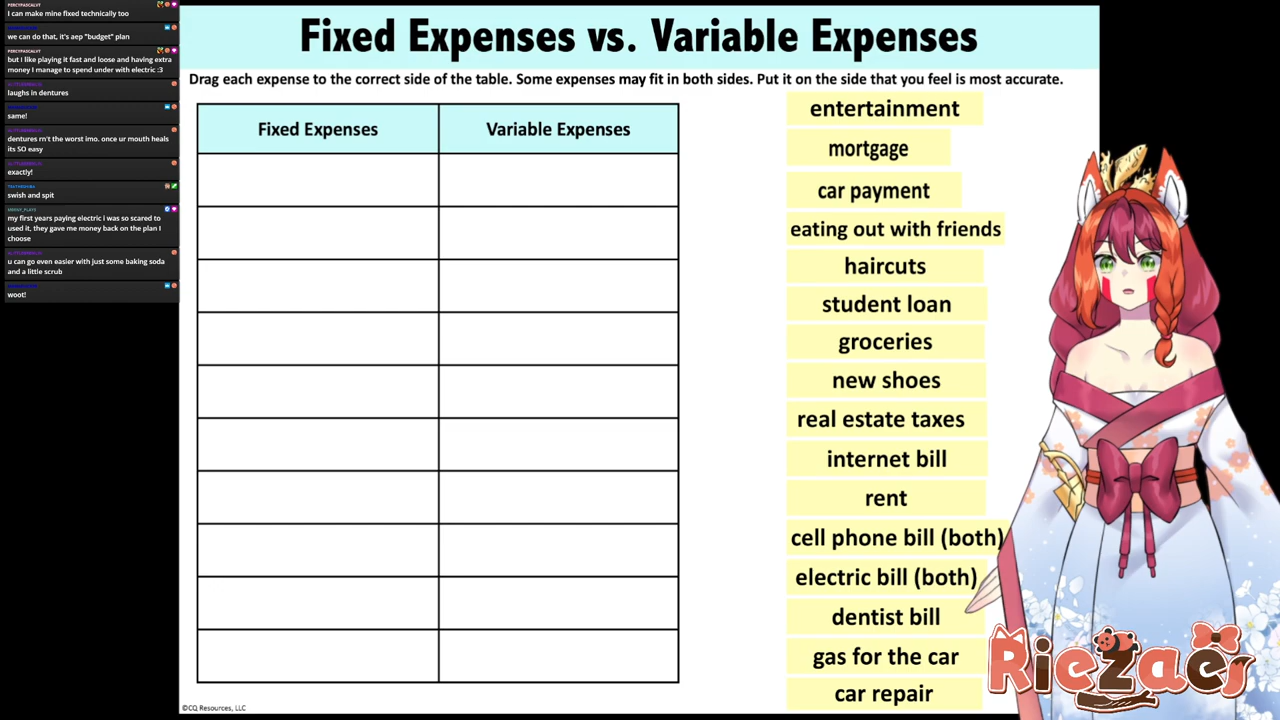 PERCYPASCALVT
I can make mine fixed technically too
we can do that, it's aep "budget" plan
PERCYPASCALVT
but I like playing it fast and loose and having extra
money I manage to spend under with electric :3
laughs in dentures
same!
dentures rn't the worst imo. once ur mouth heals
its SO easy
exactly!
swish and spit
my first years paying electric i was so scared to
used it, they gave me money back on the plan I
choose
u can go even easier with just some baking soda
and a little scrub
woot!
Fixed Expenses vs. Variable Expenses
Drag each expense to the correct side of the table. Some expenses may fit in both sides. Put it on the side that you feel is most accurate.
Fixed Expenses
Variable Expenses
entertainment
mortgage
car payment
eating out with friends
haircuts
student loan
groceries
new shoes
real estate taxes
internet bill
rent
cell phone bill (both)
electric bill (both)
dentist bill
gas for the car
car repair
©CQ Resources, LLC
Riezaes